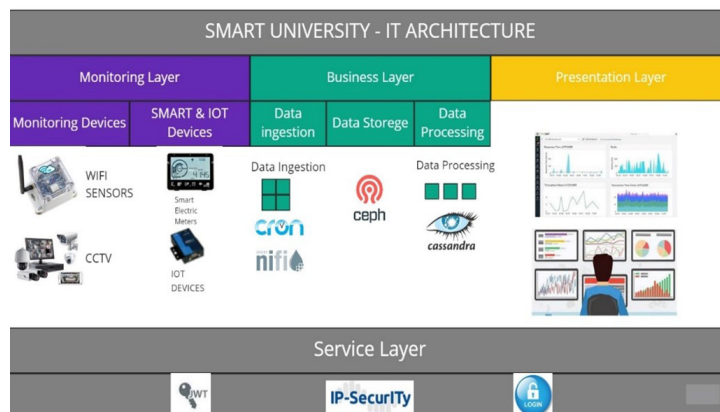 SMART UNIVERSITY - IT ARCHITECTURE
Monitoring Layer
Business Layer
Presentation Layer
Monitoring Devices
SMART & IOT
Devices
Data
ingestion
Data Storege
Data
Processing
WIFI
SENSORS
CCTV
Smart
Electric
Meters
IOT
DEVICES
Data Ingestion
cron
nifi
ceph
Data Processing
cassandra
Service Layer
JWT
IP-SecurITy
LOGIN